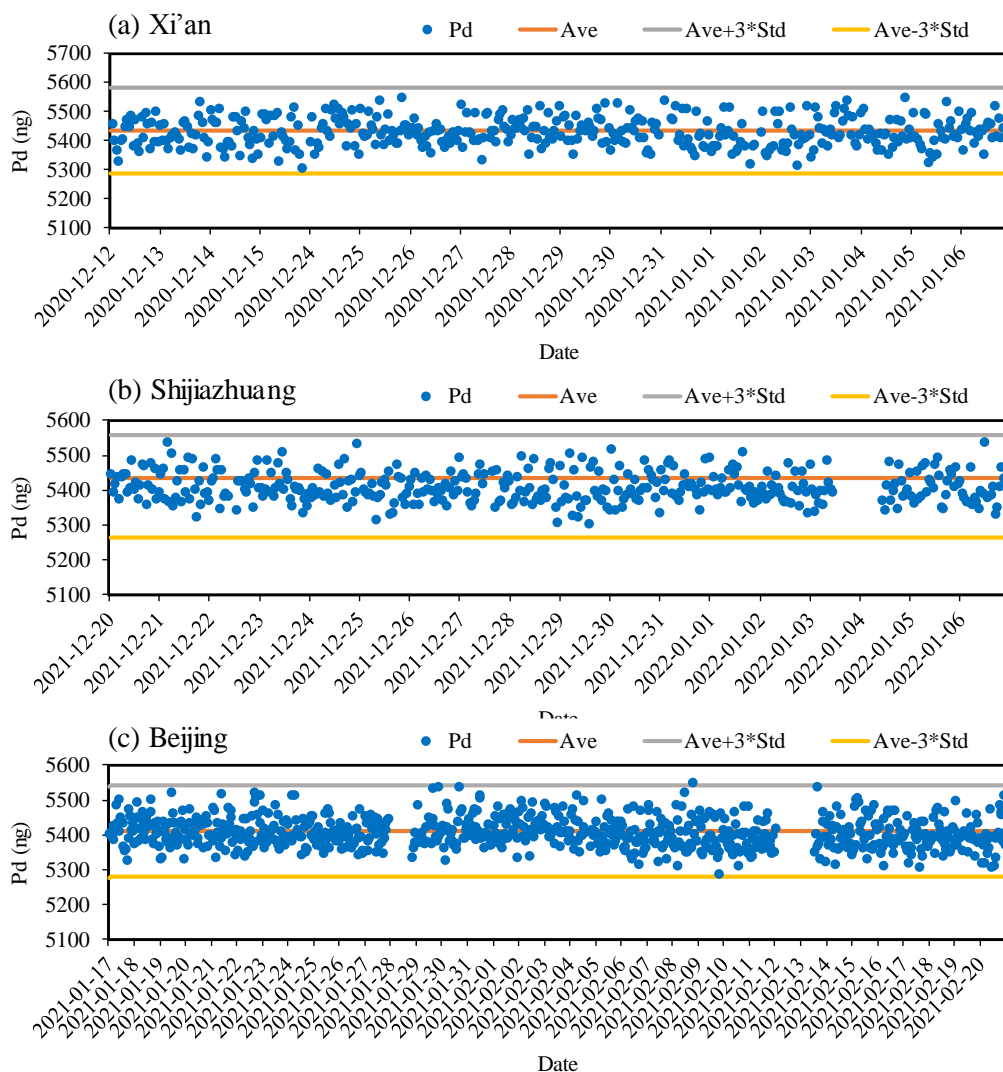 (a) Xi’an
Pd Ave Ave+3*Std Ave-3*Std
Pd (ng)
5700
5600
5500
5400
5300
5200
5100
2020-12-12 2020-12-13 2020-12-14 2020-12-15 2020-12-24 2020-12-25 2020-12-26 2020-12-27 2020-12-28 2020-12-29 2020-12-30 2020-12-31 2021-01-01 2021-01-02 2021-01-03 2021-01-04 2021-01-05 2021-01-06
Date
(b) Shijiazhuang
Pd Ave Ave+3*Std Ave-3*Std
Pd (ng)
5600
5500
5400
5300
5200
5100
2021-12-20 2021-12-21 2021-12-22 2021-12-23 2021-12-24 2021-12-25 2021-12-26 2021-12-27 2021-12-28 2021-12-29 2021-12-30 2021-12-31 2022-01-01 2022-01-02 2022-01-03 2022-01-04 2022-01-05 2022-01-06
Date
(c) Beijing
Pd Ave Ave+3*Std Ave-3*Std
Pd (ng)
5600
5500
5400
5300
5200
5100
2021-01-17 2021-01-18 2021-01-19 2021-01-20 2021-01-21 2021-01-22 2021-01-23 2021-01-24 2021-01-25 2021-01-26 2021-01-27 2021-01-28 2021-01-29 2021-01-30 2021-01-31 2021-02-01 2021-02-02 2021-02-03 2021-02-04 2021-02-05 2021-02-06 2021-02-07 2021-02-08 2021-02-09 2021-02-10 2021-02-11 2021-02-12 2021-02-13 2021-02-14 2021-02-15 2021-02-16 2021-02-17 2021-02-18 2021-02-19 2021-02-20
Date